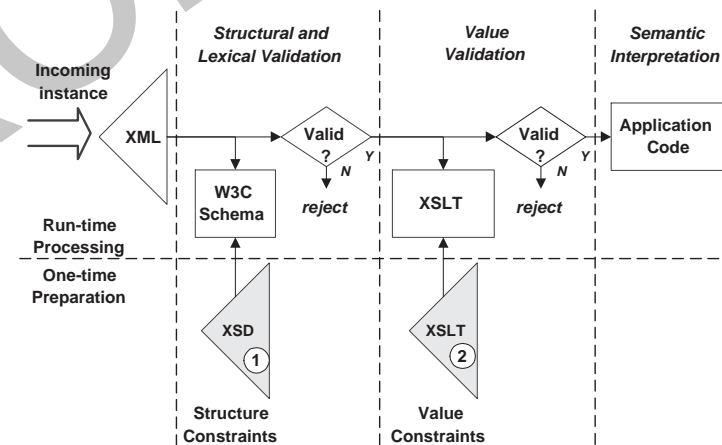 Structural and
Lexical Validation
Value
Validation
Semantic
Interpretation
Incoming
instance
XML
Valid
?
N
Y
reject
W3C
Schema
Valid
?
N
Y
reject
XSLT
Application
Code
Run-time
Processing
One-time
Preparation
XSD
1
XSLT
2
Structure
Constraints
Value
Constraints